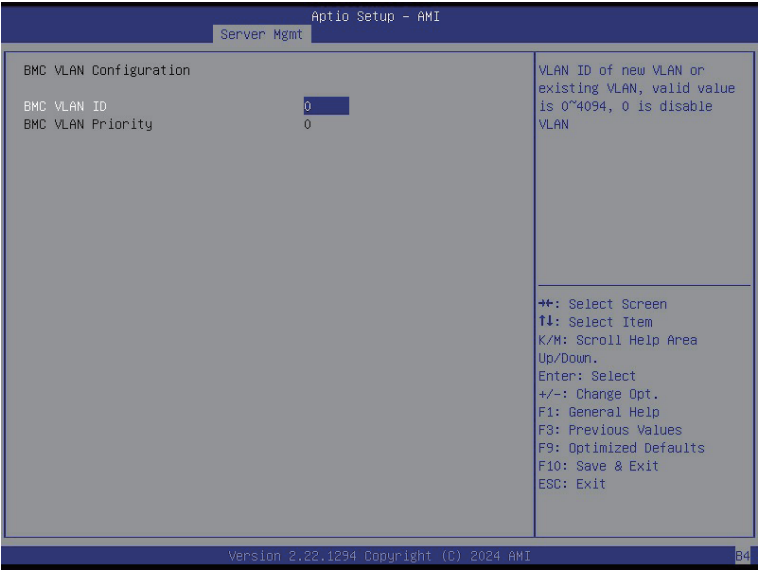 Aptio Setup – AMI
Server Mgmt
BMC VLAN Configuration
BMC VLAN ID 0
BMC VLAN Priority 0
VLAN ID of new VLAN or
existing VLAN, valid value
is 0~4094, 0 is disable
VLAN
→←: Select Screen
↑↓: Select Item
K/M: Scroll Help Area
Up/Down.
Enter: Select
+/-: Change Opt.
F1: General Help
F3: Previous Values
F9: Optimized Defaults
F10: Save & Exit
ESC: Exit
Version 2.22.1294 Copyright (C) 2024 AMI
B4